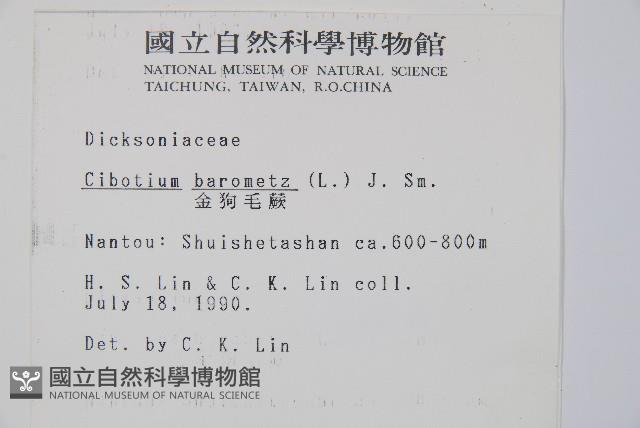 國立自然科學博物館
NATIONAL MUSEUM OF NATURAL SCIENCE
TAICHUNG, TAIWAN, R.O.CHINA
Dicksoniaceae
Cibotium barometz (L.) J. Sm.
金狗毛蕨
Nantou: Shuishetashan ca.600-800m
H. S. Lin & C. K. Lin coll.
July 18, 1990.
Det. by C. K. Lin
國立自然科學博物館
NATIONAL MUSEUM OF NATURAL SCIENCE